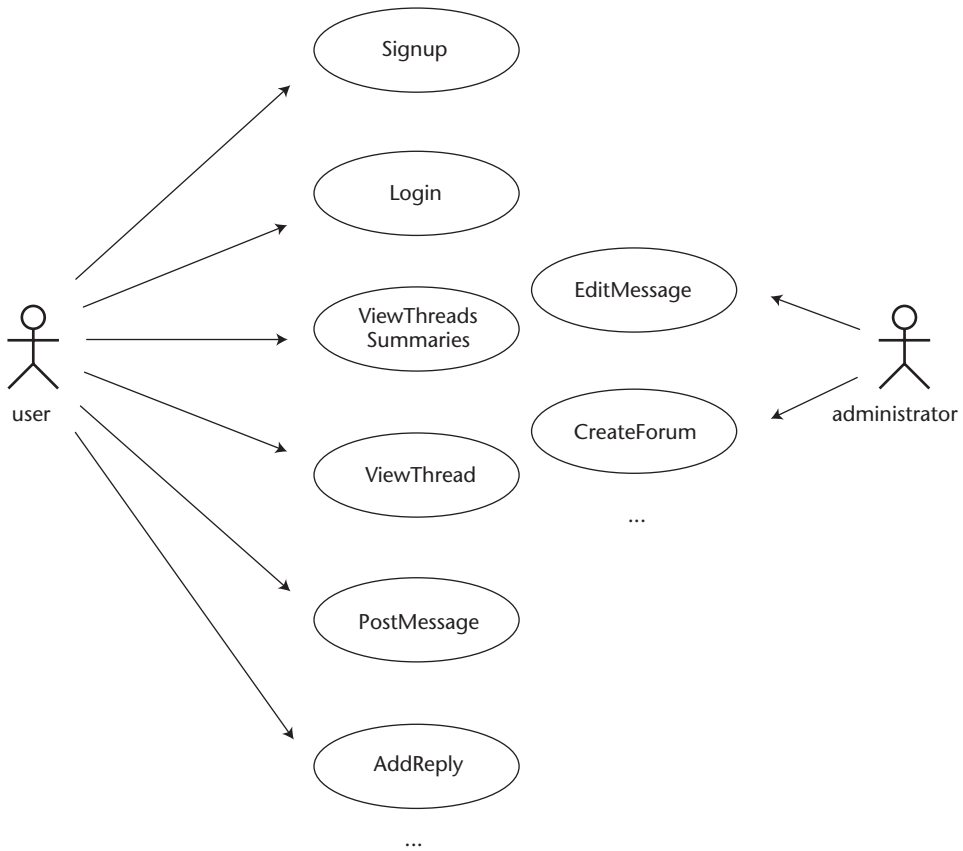 Signup
Login
ViewThreads
Summaries
EditMessage
user
administrator
ViewThread
CreateForum
...
PostMessage
AddReply
...